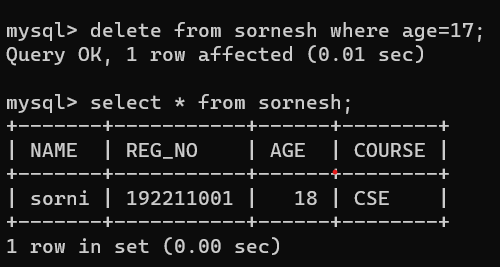 mysql> delete from sornesh where age=17;
Query OK, 1 row affected (0.01 sec)
mysql> select * from sornesh;
+-------+-----------+------+--------+
| NAME  | REG_NO    | AGE  | COURSE |
+-------+-----------+------+--------+
| sorni | 192211001 |   18 | CSE    |
+-------+-----------+------+--------+
1 row in set (0.00 sec)